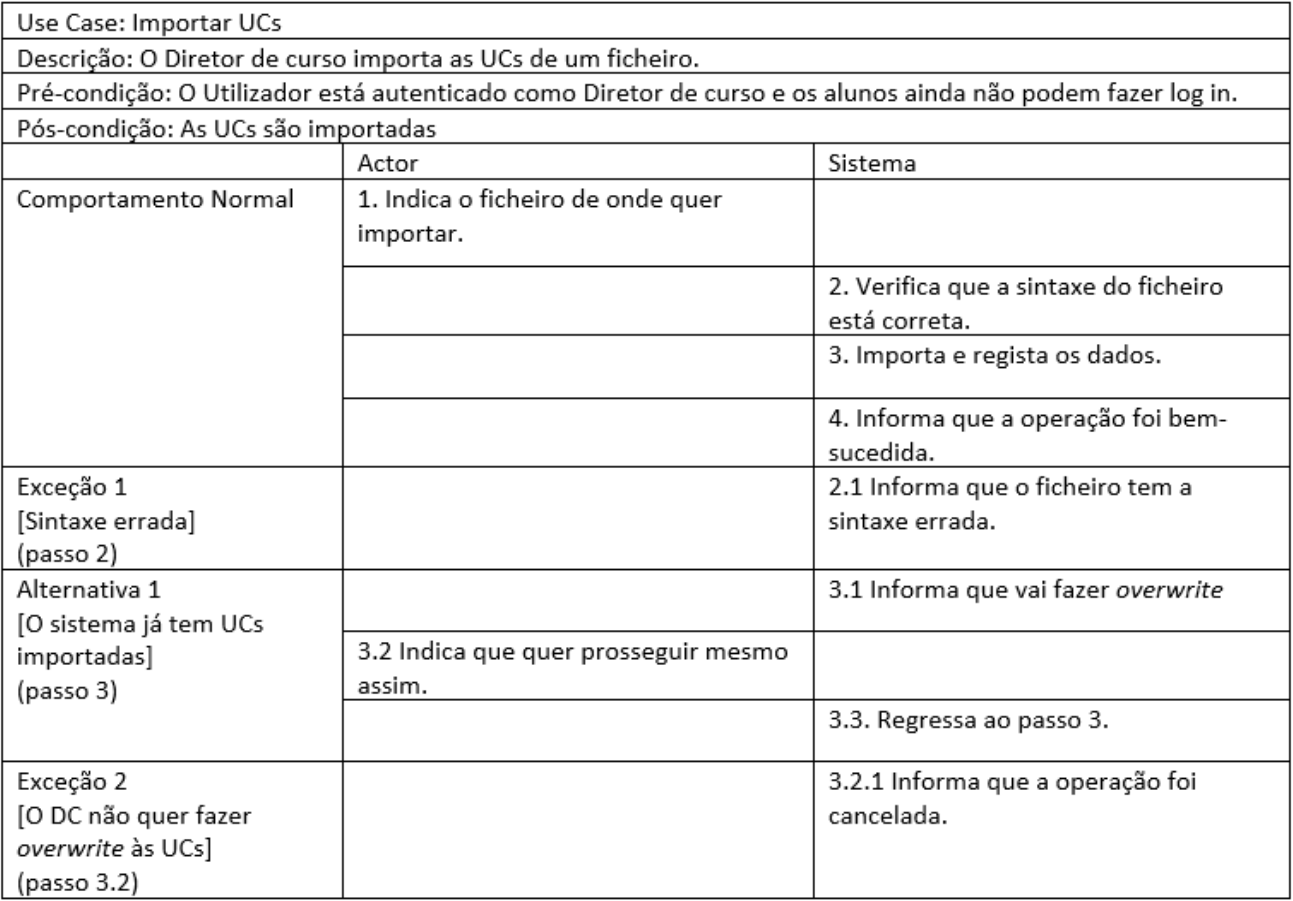 Use Case: Importar UCs
Descrição: O Diretor de curso importa as UCs de um ficheiro.
Pré-condição: O Utilizador está autenticado como Diretor de curso e os alunos ainda não podem fazer log in.
Pós-condição: As UCs são importadas
Actor
Sistema
Comportamento Normal
1. Indica o ficheiro de onde quer
importar.
2. Verifica que a sintaxe do ficheiro
está correta.
3. Importa e regista os dados.
4. Informa que a operação foi bem-
sucedida.
Exceção 1
[Sintaxe errada]
(passo 2)
2.1 Informa que o ficheiro tem a
sintaxe errada.
Alternativa 1
[O sistema já tem UCs
importadas]
(passo 3)
3.1 Informa que vai fazer overwrite
3.2 Indica que quer prosseguir mesmo
assim.
3.3. Regressa ao passo 3.
Exceção 2
[O DC não quer fazer
overwrite às UCs]
(passo 3.2)
3.2.1 Informa que a operação foi
cancelada.